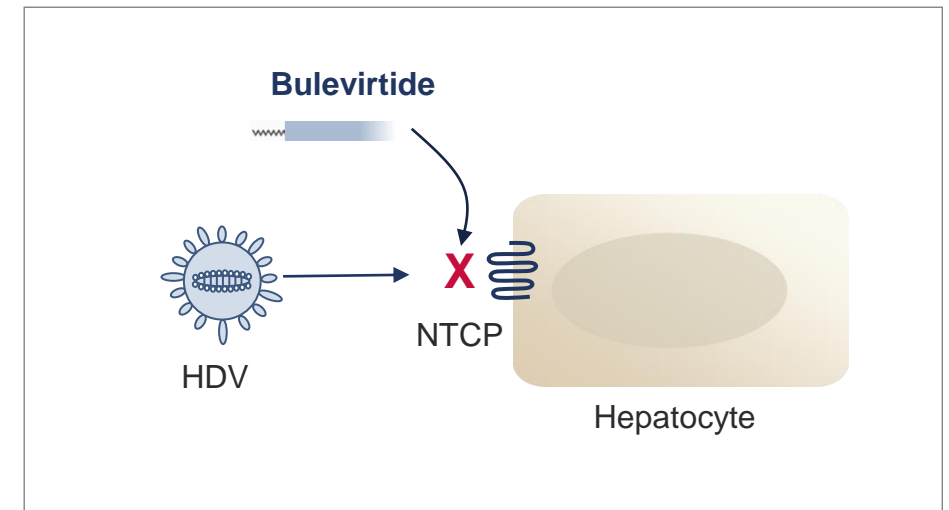 Bulevirtide
X
NTCP
HDV
Hepatocyte